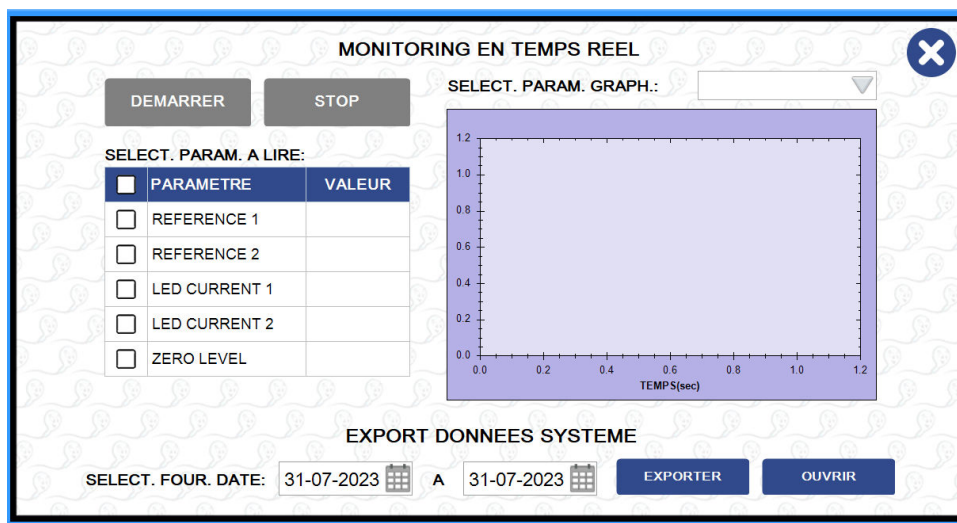 MONITORING EN TEMPS REEL
DEMARRER
STOP
SELECT. PARAM. GRAPH.:
SELECT. PARAM. A LIRE:
PARAMETRE VALEUR
REFERENCE 1
REFERENCE 2
LED CURRENT 1
LED CURRENT 2
ZERO LEVEL
1.2
1.0
0.8
0.6
0.4
0.2
0.0
0.0 0.2 0.4 0.6 0.8 1.0 1.2
TEMPS(sec)
EXPORT DONNEES SYSTEME
SELECT. FOUR. DATE: 31-07-2023 A 31-07-2023 EXPORTER OUVRIR